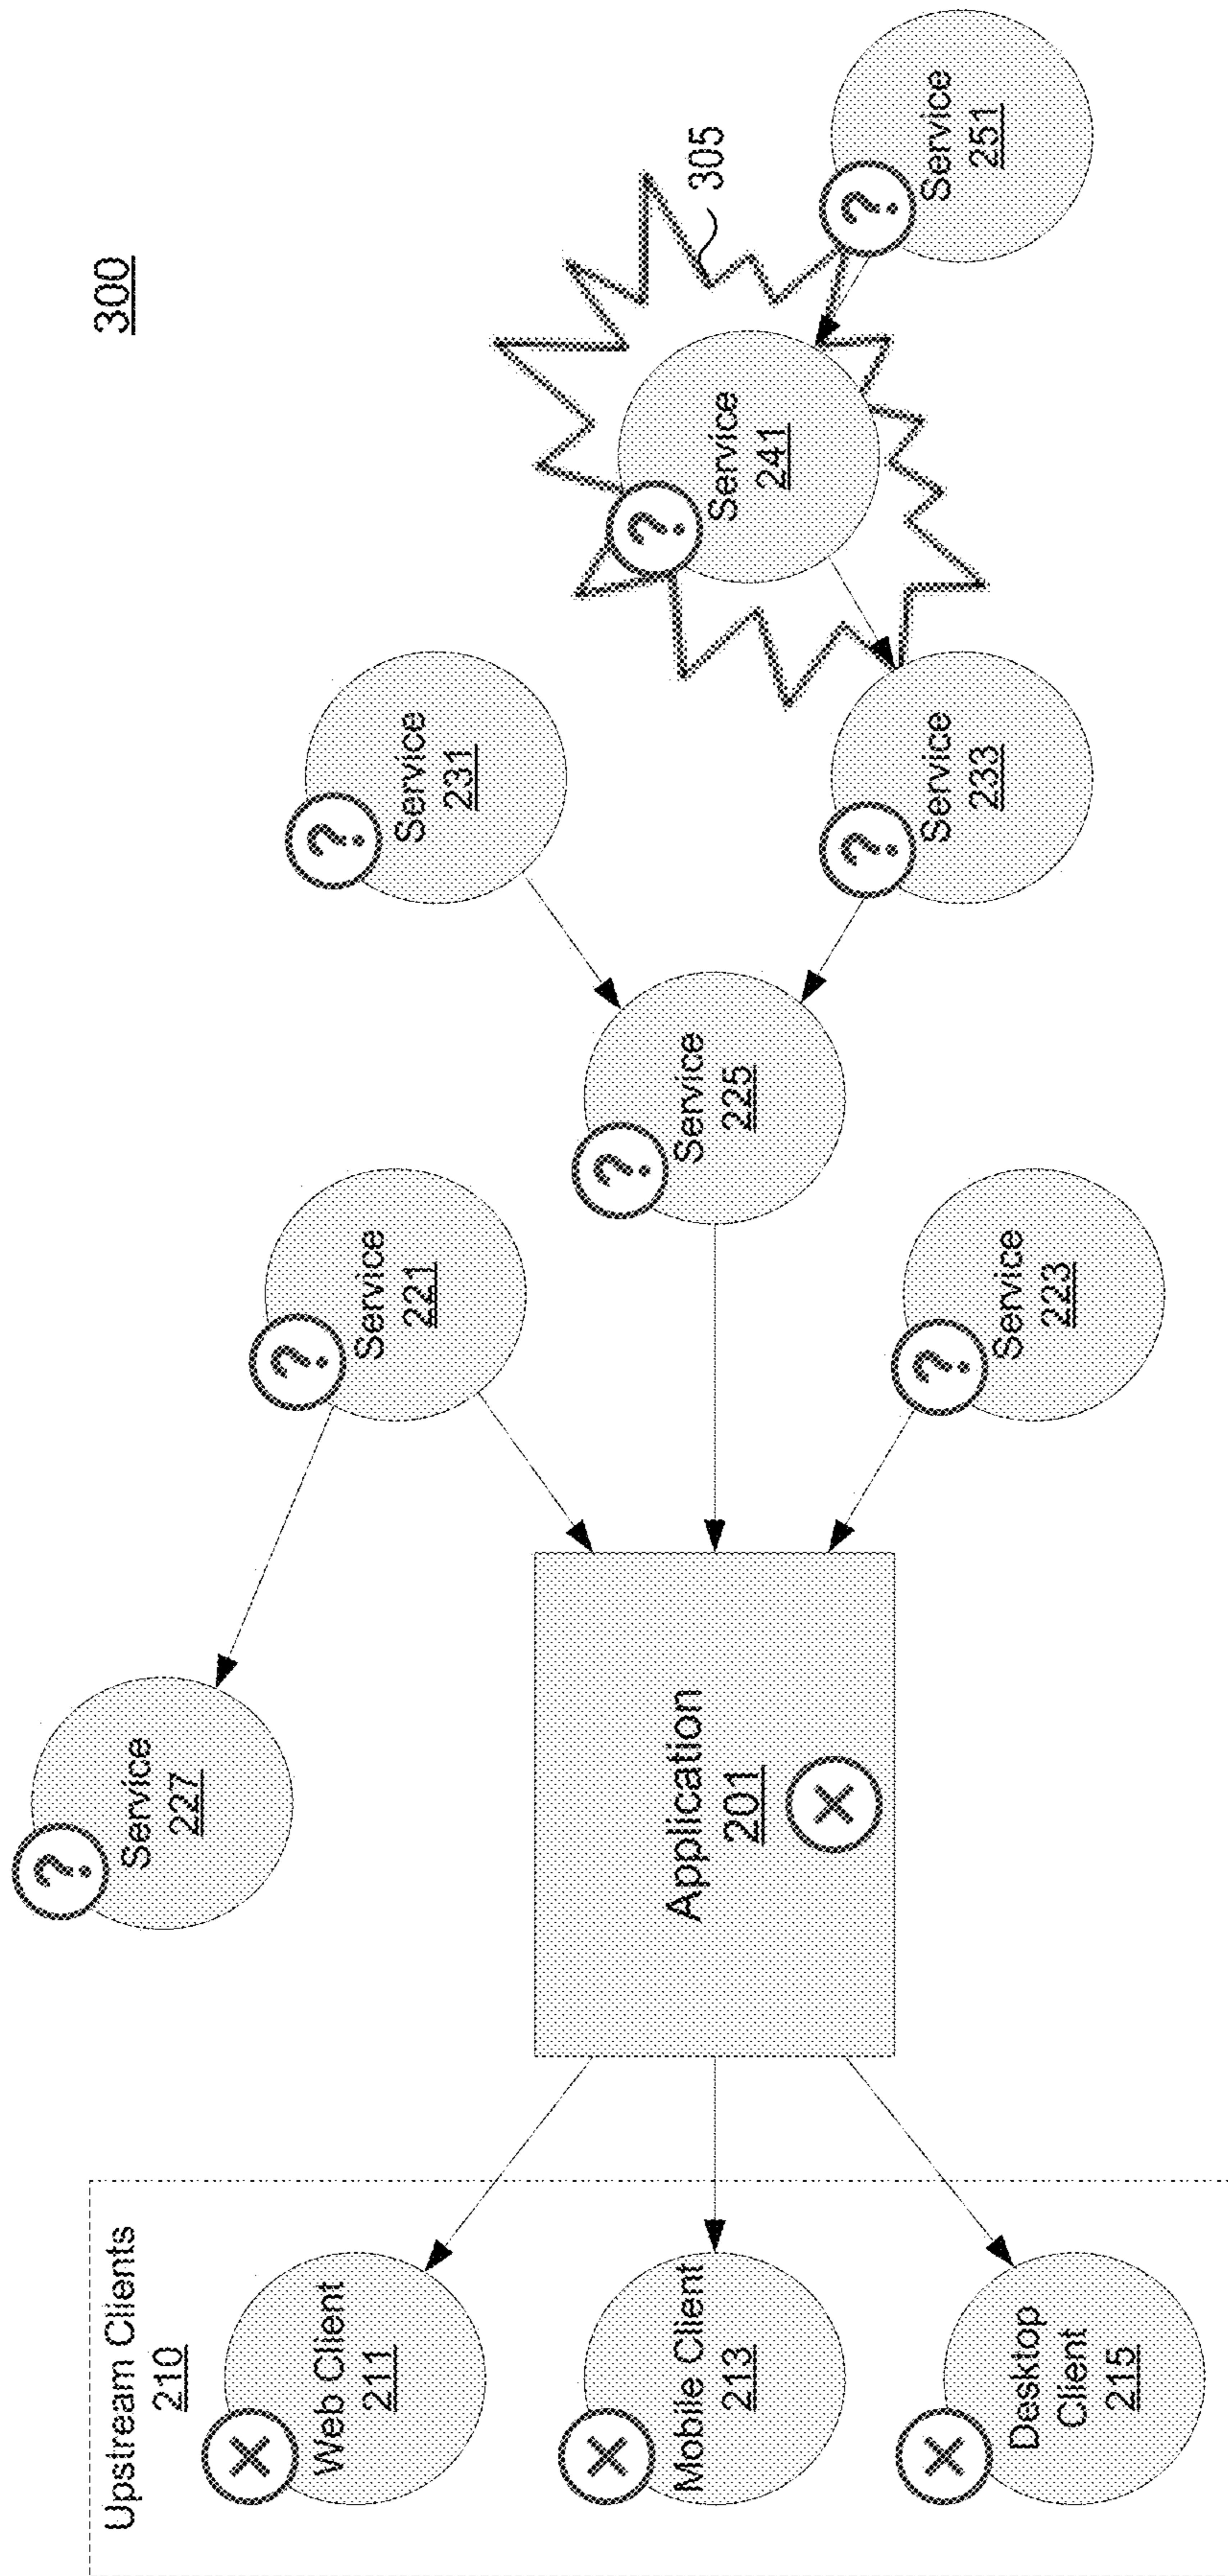 300
Upstream Clients
210
Web Client
211
Mobile Client
213
Desktop
Client
215
Application
201
Service
227
Service
221
Service
223
Service
225
Service
231
Service
233
Service
241
305
Service
251
?
?
?
?
?
?
?
?
X
X
X
X